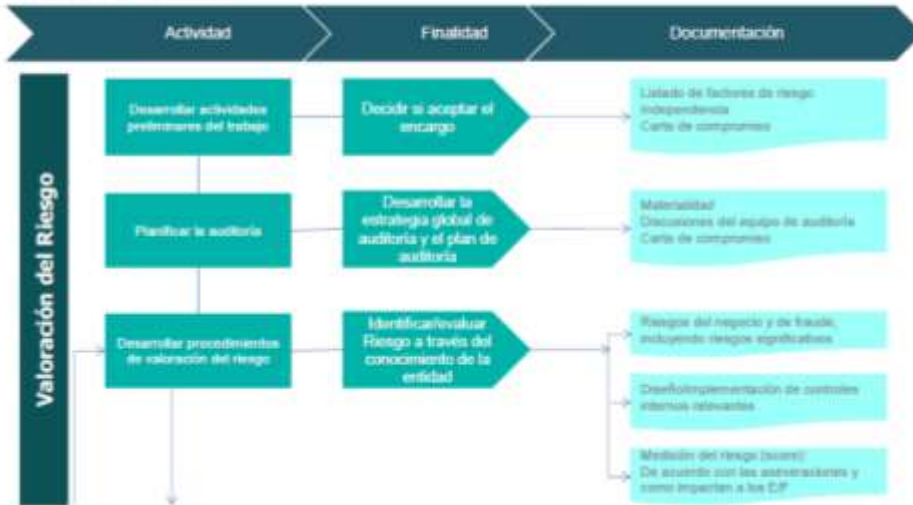 Actividad
Finalidad
Documentación
Valoración del Riesgo
Desarrollar actividades
preliminares del trabajo
Decidir si aceptar el
encargo
Listado de factores de riesgo
Independencia
Carta de compromiso
Planificar la auditoría
Desarrollar la
estrategia global de
auditoría y el plan de
auditoría
Materialidad
Discusiones del equipo de auditoría
Carta de compromiso
Desarrollar procedimientos
de valoración del riesgo
Identificar/evaluar
Riesgo a través del
conocimiento de la
entidad
Riesgos del negocio y de fraude,
incluyendo riesgos significativos
Diseño/implementación de controles
internos relevantes
Medición del riesgo (score):
De acuerdo con las aseveraciones y
como impactan a los E/F